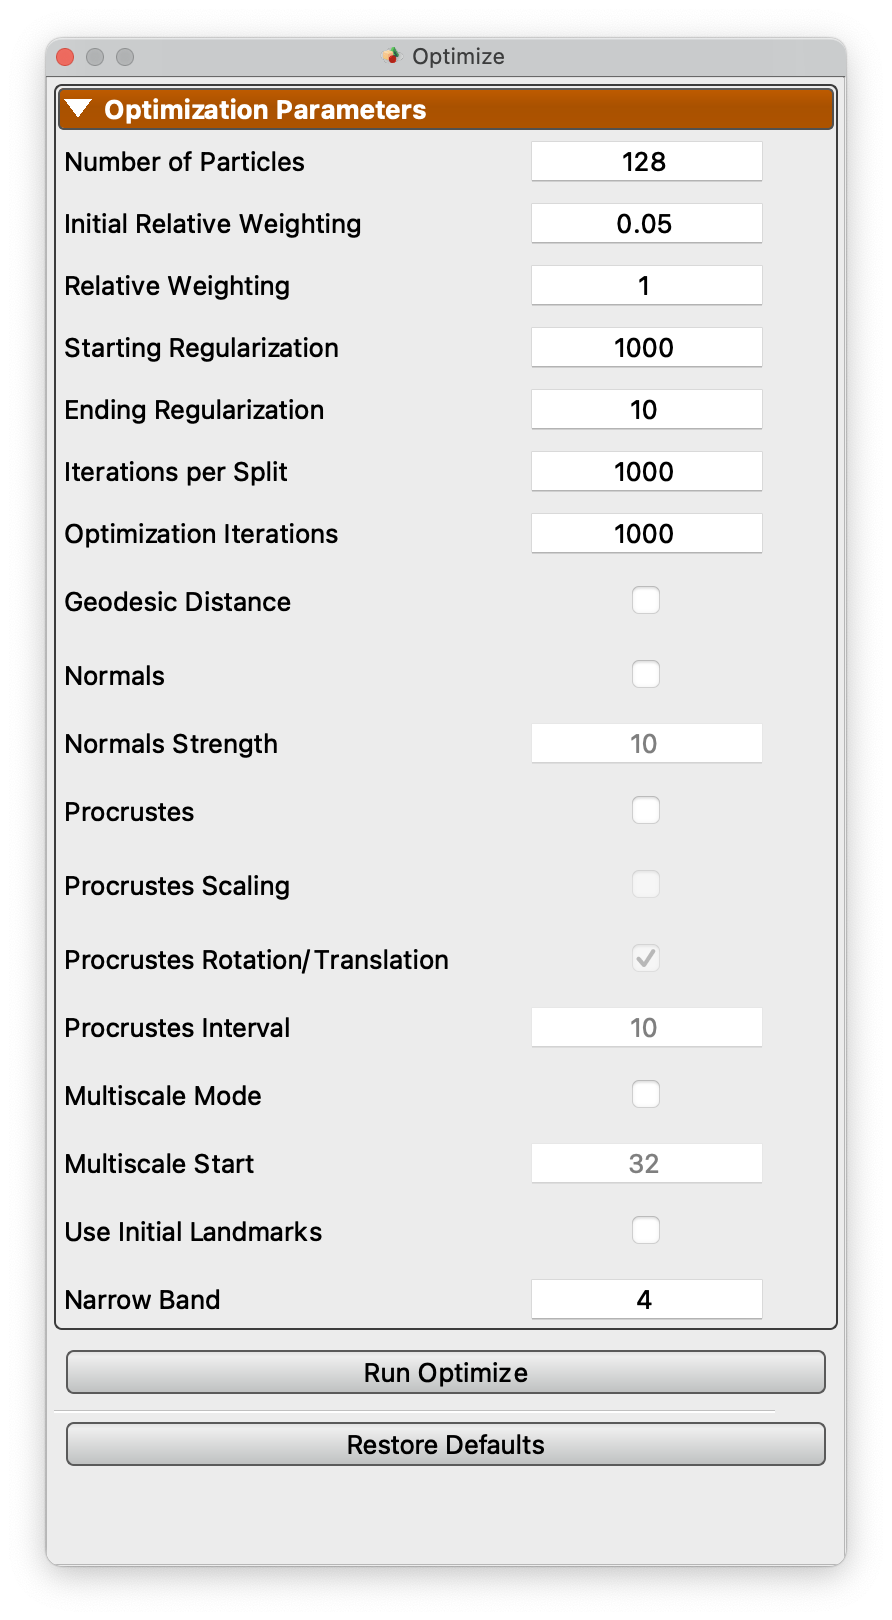 Optimize
Optimization Parameters
Number of Particles 128
Initial Relative Weighting 0.05
Relative Weighting 1
Starting Regularization 1000
Ending Regularization 10
Iterations per Split 1000
Optimization Iterations 1000
Geodesic Distance
Normals
Normals Strength 10
Procrustes
Procrustes Scaling
Procrustes Rotation/Translation
Procrustes Interval 10
Multiscale Mode
Multiscale Start 32
Use Initial Landmarks
Narrow Band 4
Run Optimize
Restore Defaults